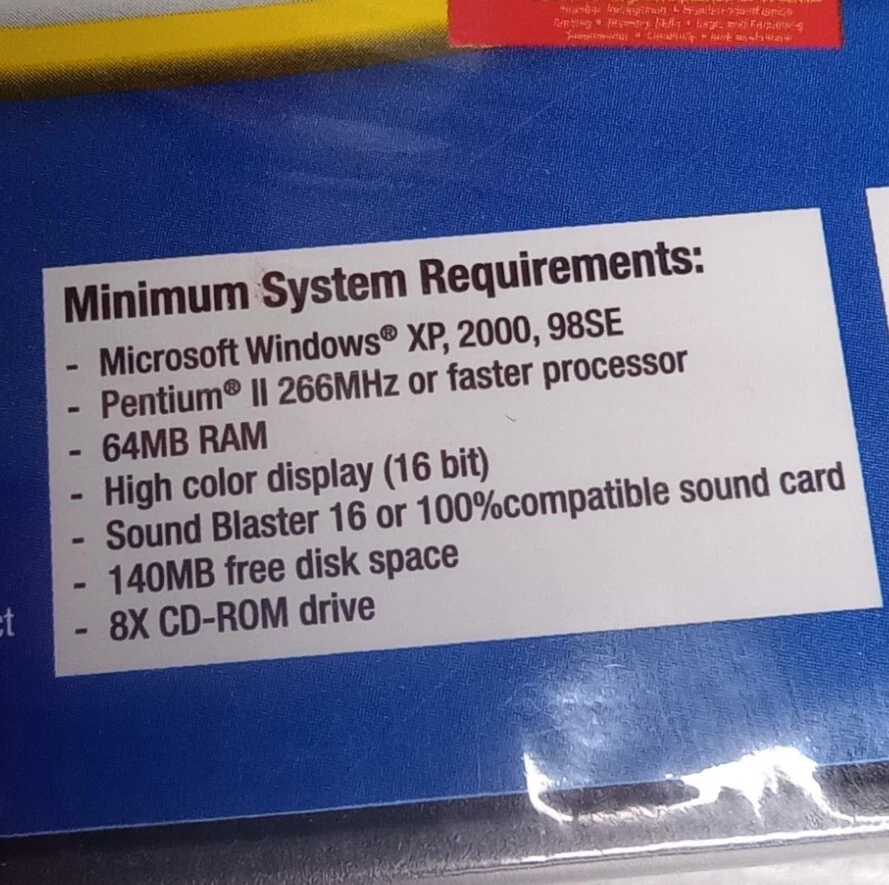 Minimum System Requirements:
- Microsoft Windows® XP, 2000, 98SE
- Pentium® II 266MHz or faster processor
- 64MB RAM
- High color display (16 bit)
- Sound Blaster 16 or 100%compatible sound card
- 140MB free disk space
- 8X CD-ROM drive